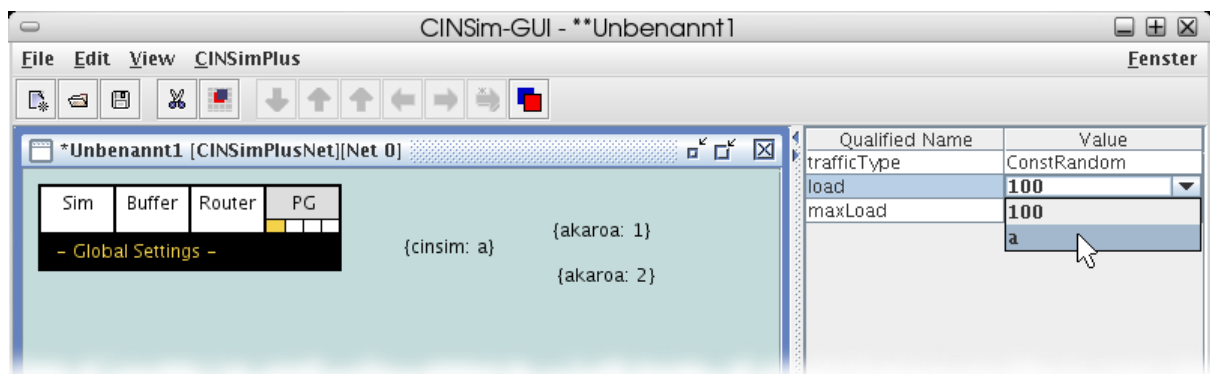 CINSim-GUI - **Unbenannt1
File Edit View CINSimPlus Fenster
*Unbenannt1 [CINSimPlusNet][Net 0]
Sim Buffer Router PG
- Global Settings -
{cinsim: a}
{akaroa: 1}
{akaroa: 2}
Qualified Name Value
trafficType ConstRandom
load 100
maxLoad 100
a